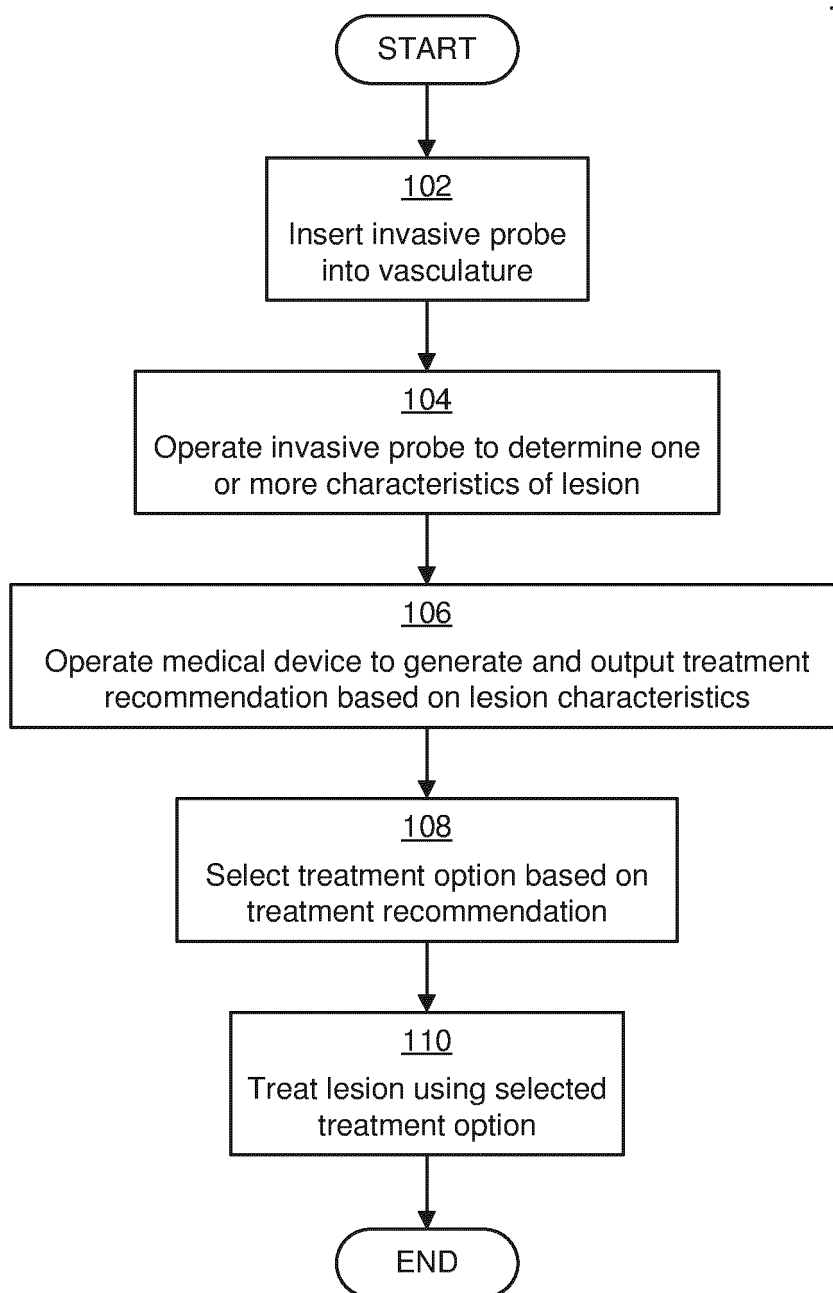 START
102
Insert invasive probe
into vasculature
104
Operate invasive probe to determine one
or more characteristics of lesion
106
Operate medical device to generate and output treatment
recommendation based on lesion characteristics
108
Select treatment option based on
treatment recommendation
110
Treat lesion using selected
treatment option
END